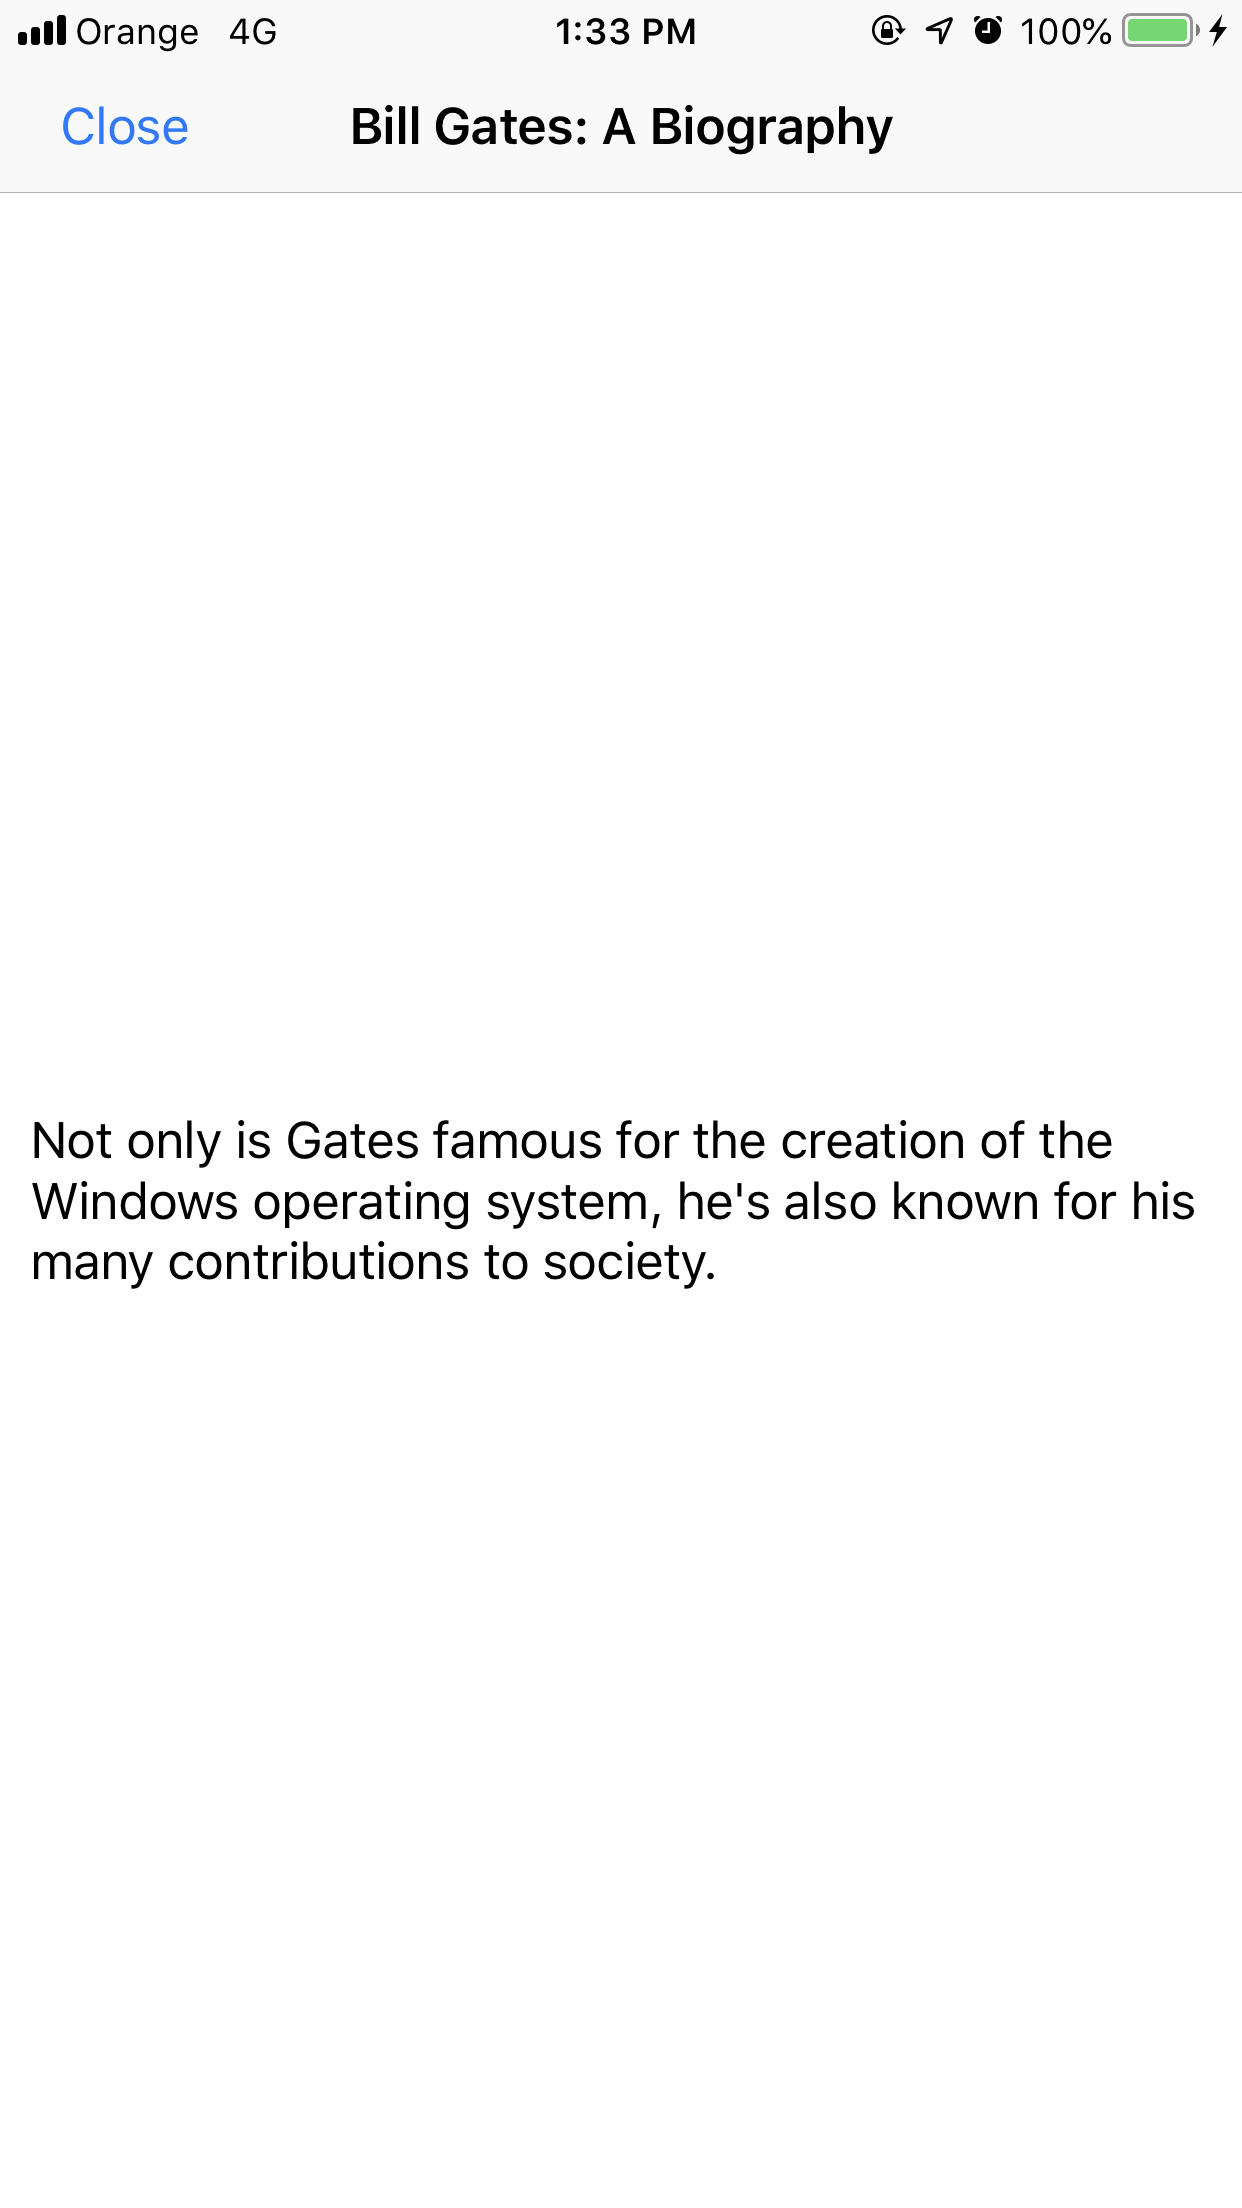 Orange 4G 1:33 PM 100%
Close Bill Gates: A Biography
Not only is Gates famous for the creation of the
Windows operating system, he's also known for his
many contributions to society.